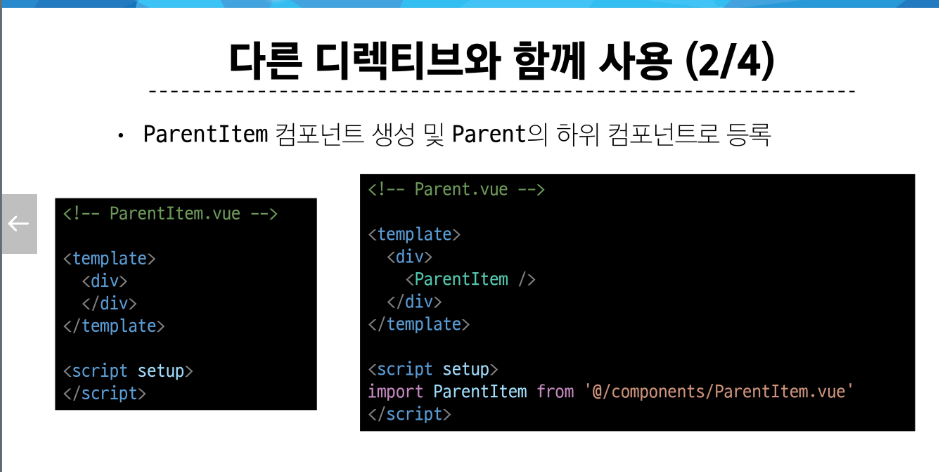 다른 디렉티브와 함께 사용 (2/4)
• ParentItem 컴포넌트 생성 및 Parent의 하위 컴포넌트로 등록
<!-- ParentItem.vue -->
<template>
  <div>
  </div>
</template>
<script setup>
</script>
<!-- Parent.vue -->
<template>
  <div>
    <ParentItem />
  </div>
</template>
<script setup>
import ParentItem from '@/components/ParentItem.vue'
</script>